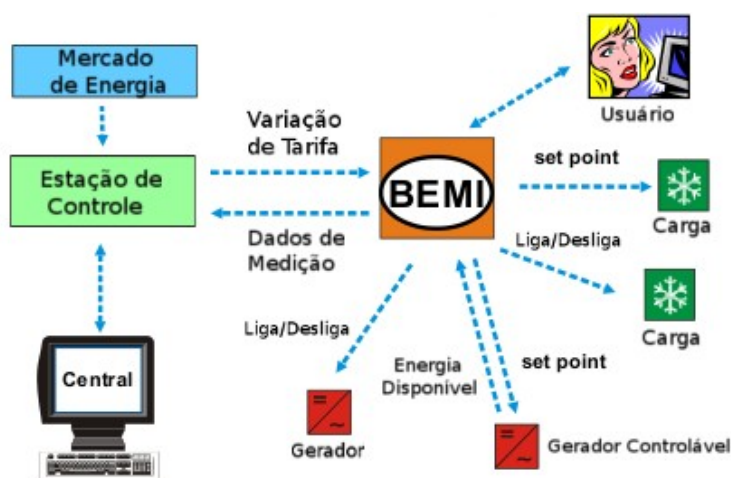 Mercado
de Energia
Estação de
Controle
Central
Variação
de Tarifa
Dados de
Medição
BEMI
Usuário
set point
Carga
Liga/Desliga
Carga
Liga/Desliga
Gerador
Energia
Disponível
set point
Gerador Controlável